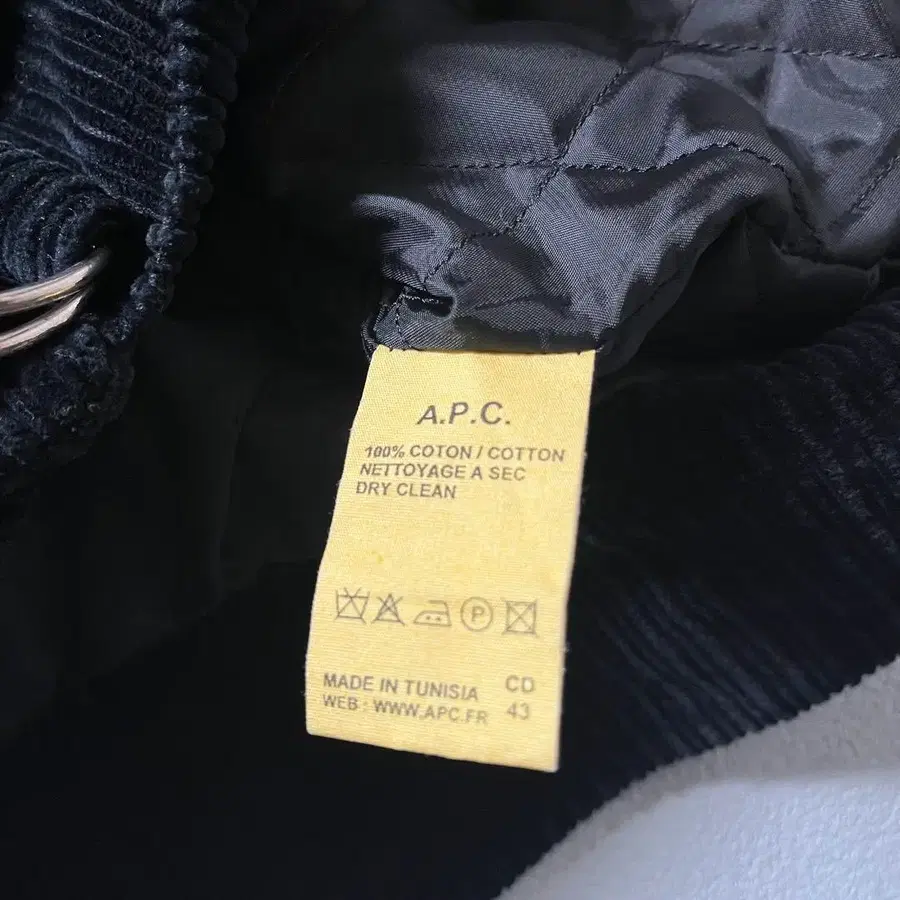 A.P.C.
100% COTON / COTTON
NETTOYAGE A SEC
DRY CLEAN
P
MADE IN TUNISIA CD
WEB : WWW.APC.FR 43